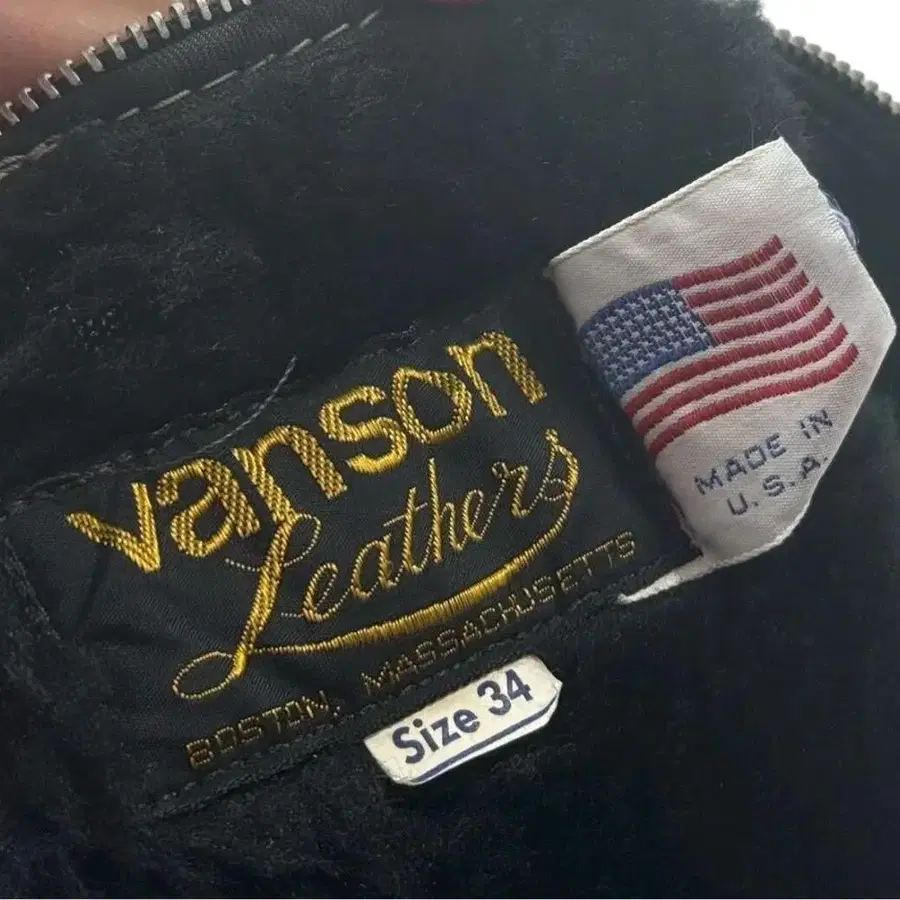 vanson
Leathers
BOSTON, MASSACHUSETTS
Size 34
MADE IN
U.S.A.